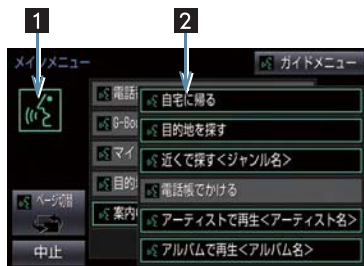 1
2
メインメニュー
ガイドメニュー
電話
自宅に帰る
G-Bo
目的地を探す
マイ
近くで探す<ジャンル名>
目的
電話帳でかける
ページ切替
案内
アーティストで再生<アーティスト名>
中止
アルバムで再生<アルバム名>